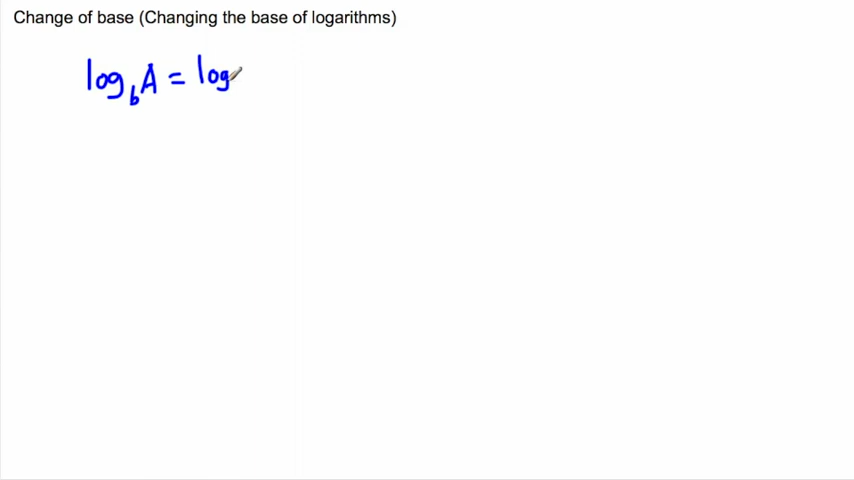 Change of base (Changing the base of logarithms)
log_b A = log